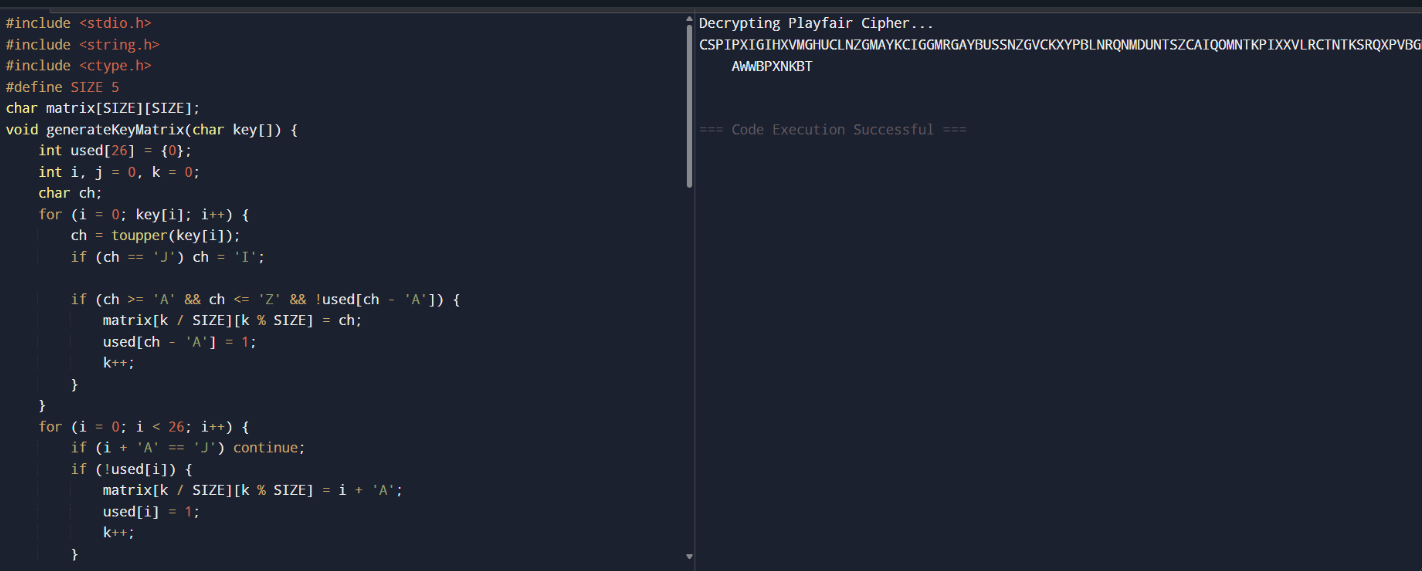 #include <stdio.h>
#include <string.h>
#include <ctype.h>
#define SIZE 5
char matrix[SIZE][SIZE];
void generateKeyMatrix(char key[]) {
    int used[26] = {0};
    int i, j = 0, k = 0;
    char ch;
    for (i = 0; key[i]; i++) {
        ch = toupper(key[i]);
        if (ch == 'J') ch = 'I';

        if (ch >= 'A' && ch <= 'Z' && !used[ch - 'A']) {
            matrix[k / SIZE][k % SIZE] = ch;
            used[ch - 'A'] = 1;
            k++;
        }
    }
    for (i = 0; i < 26; i++) {
        if (i + 'A' == 'J') continue;
        if (!used[i]) {
            matrix[k / SIZE][k % SIZE] = i + 'A';
            used[i] = 1;
            k++;
        }
Decrypting Playfair Cipher...
CSPIPXIGIHXVMGHUCLNZGMAYKCIGGMRGAYBUSSNZGVCKXYPBLNRQNMDUNTSZCAIQOMNTKPIXXVLRCTNTKSRQXPVBG
    AWWBPXNKBT
=== Code Execution Successful ===